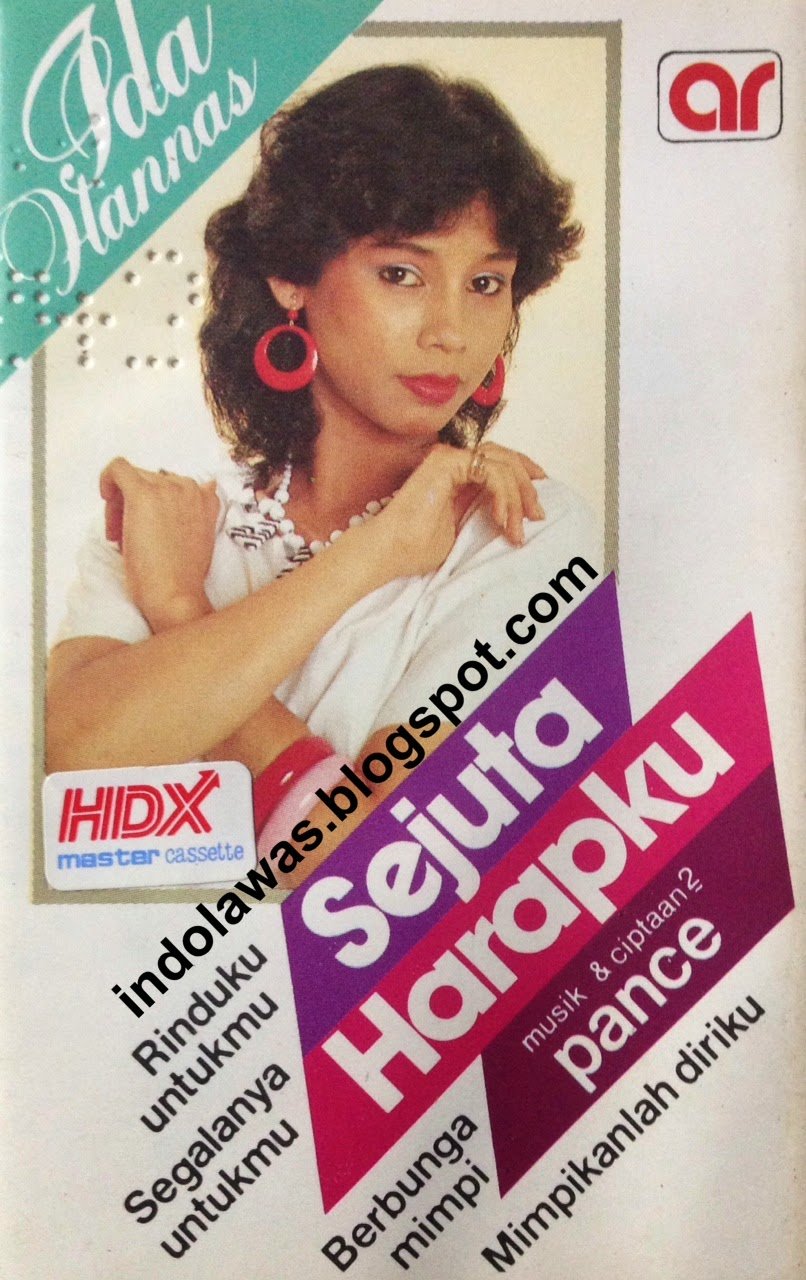 Ida
Hannas
ar
HDX
master cassette
indolawas.blogspot.com
Sejuta
Harapku
musik & ciptaan2
pance
Rinduku
untukmu
Segalanya
untukmu
Berbunga
mimpi
Mimpikanlah diriku